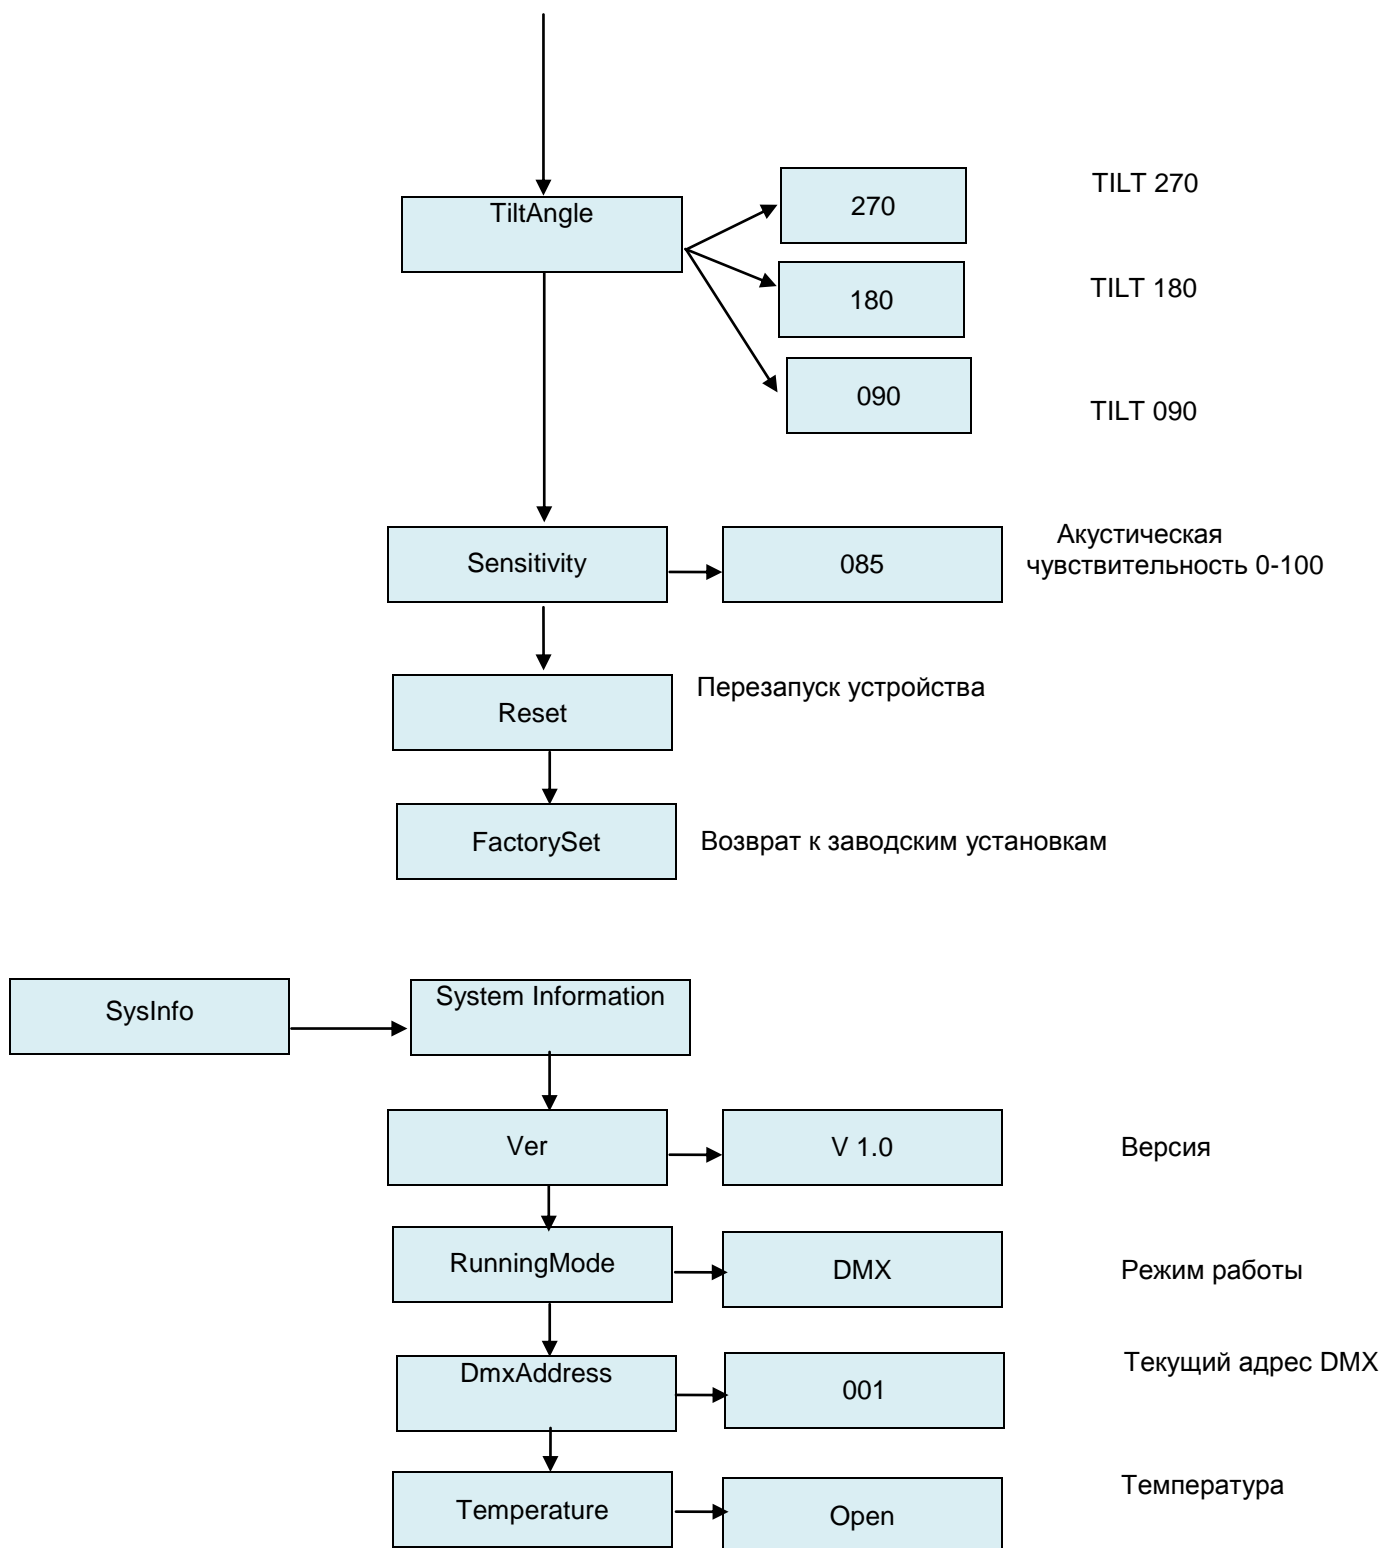 TiltAngle
270
TILT 270
180
TILT 180
090
TILT 090
Sensitivity
085
Акустическая
чувствительность 0-100
Reset
Перезапуск устройства
FactorySet
Возврат к заводским установкам
SysInfo
System Information
Ver
V 1.0
Версия
RunningMode
DMX
Режим работы
DmxAddress
001
Текущий адрес DMX
Temperature
Open
Температура